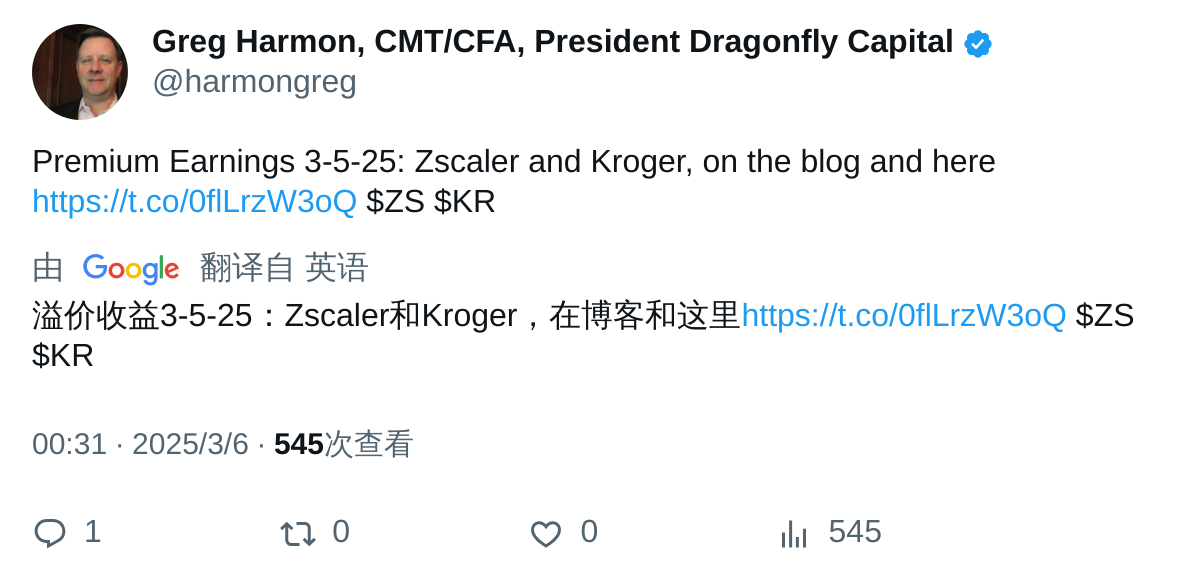 Greg Harmon, CMT/CFA, President Dragonfly Capital
@harmongreg
Premium Earnings 3-5-25: Zscaler and Kroger, on the blog and here
https://t.co/0flLrzW3oQ $ZS $KR
由 Google 翻译自 英语
溢价收益3-5-25：Zscaler和Kroger，在博客和这里https://t.co/0flLrzW3oQ $ZS
$KR
00:31 · 2025/3/6 · 545次查看
1 0 0 545